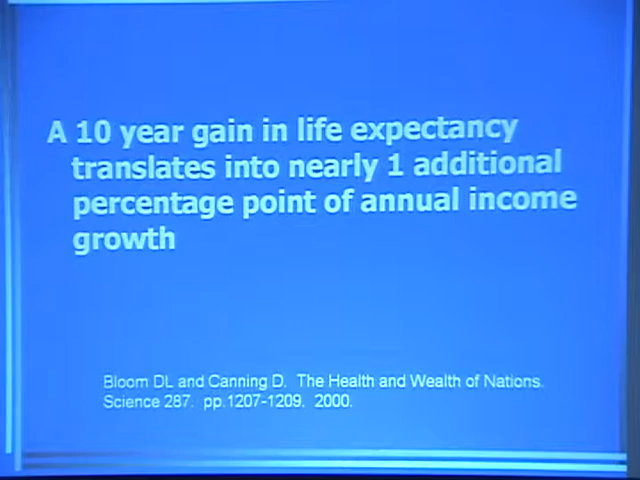 A 10 year gain in life expectancy
translates into nearly 1 additional
percentage point of annual income
growth
Bloom DL and Canning D. The Health and Wealth of Nations.
Science 287. pp.1207-1209. 2000.